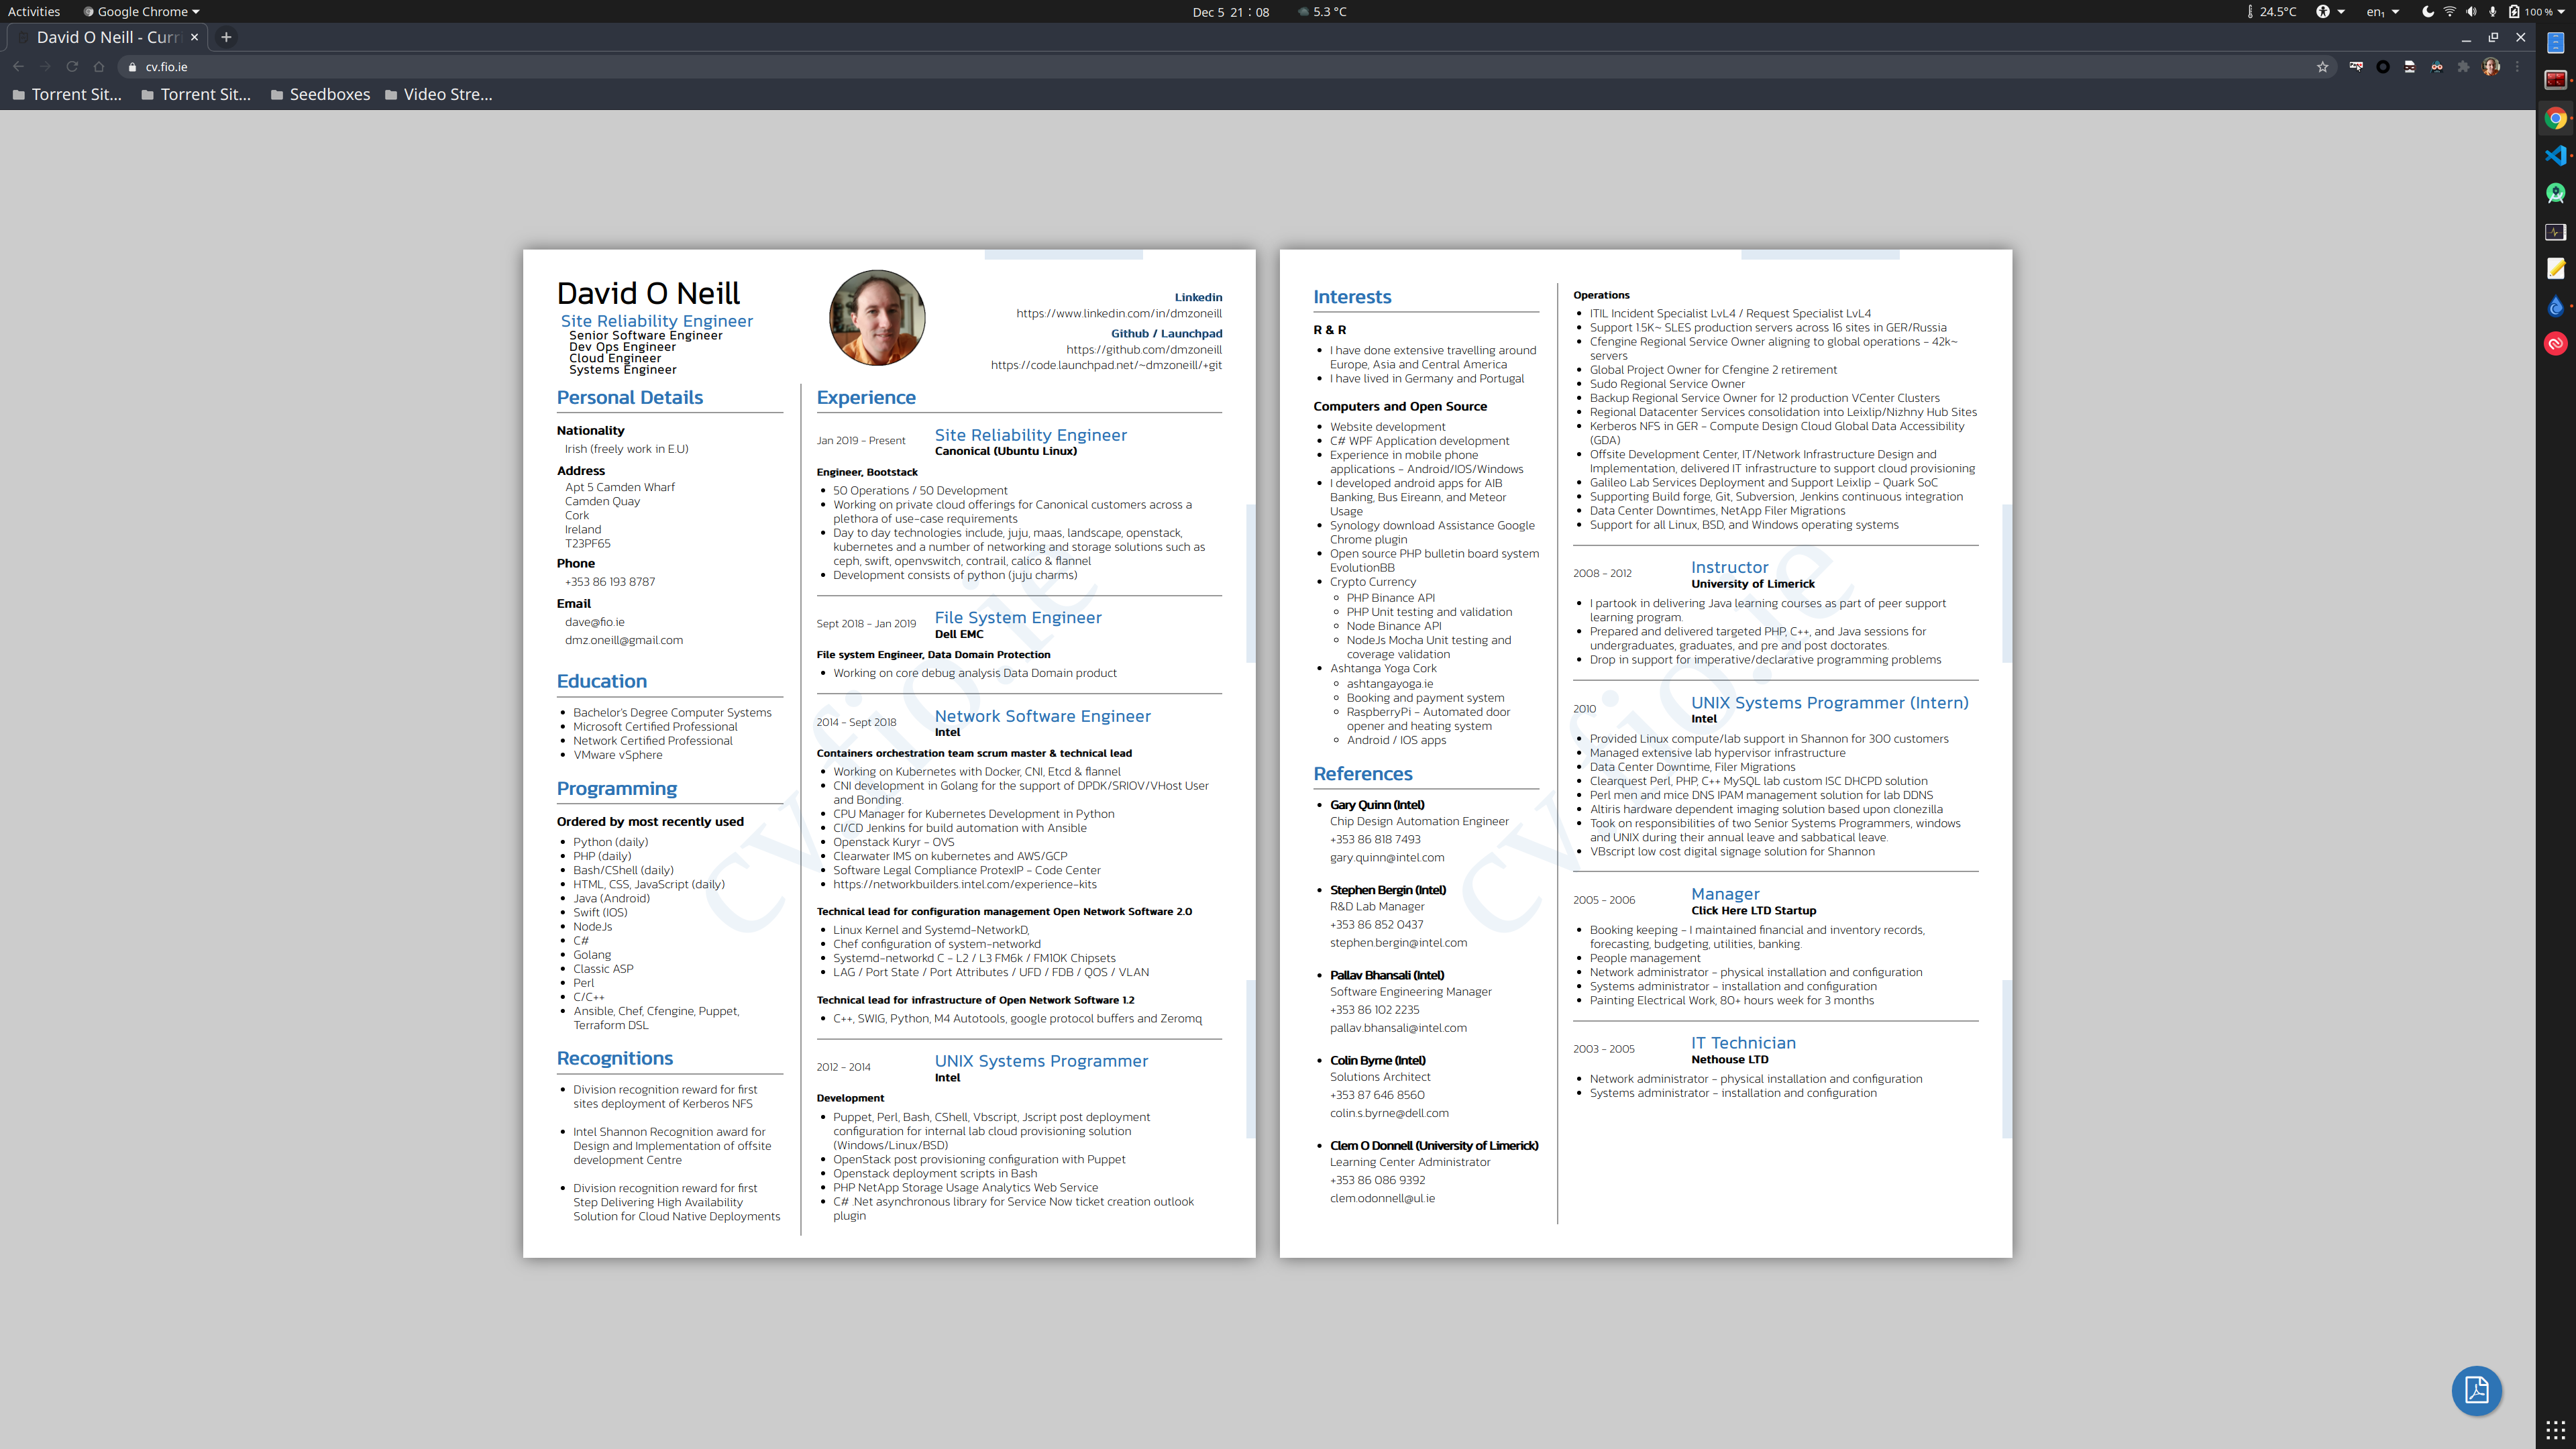 Activities
Google Chrome
Dec 5 21 : 08
5.3 °C
24.5°C
en₁
100 %
David O Neill - Curr
cv.fio.ie
Torrent Sit...
Torrent Sit...
Seedboxes
Video Stre...
David O Neill
Site Reliability Engineer
Senior Software Engineer
Dev Ops Engineer
Cloud Engineer
Systems Engineer
Linkedin
https://www.linkedin.com/in/dmzoneill
Github / Launchpad
https://github.com/dmzoneill
https://code.launchpad.net/~dmzoneill/+git
Personal Details
Nationality
Irish (freely work in E.U)
Address
Apt 5 Camden Wharf
Camden Quay
Cork
Ireland
T23PF65
Phone
+353 86 193 8787
Email
dave@fio.ie
dmz.oneill@gmail.com
Education
Bachelor's Degree Computer Systems
Microsoft Certified Professional
Network Certified Professional
VMware vSphere
Programming
Ordered by most recently used
Python (daily)
PHP (daily)
Bash/CShell (daily)
HTML, CSS, JavaScript (daily)
Java (Android)
Swift (IOS)
NodeJs
C#
Golang
Classic ASP
Perl
C/C++
Ansible, Chef, Cfengine, Puppet,
Terraform DSL
Recognitions
Division recognition reward for first
sites deployment of Kerberos NFS
Intel Shannon Recognition award for
Design and Implementation of offsite
development Centre
Division recognition reward for first
Step Delivering High Availability
Solution for Cloud Native Deployments
Experience
Jan 2019 - Present
Site Reliability Engineer
Canonical (Ubuntu Linux)
Engineer, Bootstack
50 Operations / 50 Development
Working on private cloud offerings for Canonical customers across a
plethora of use-case requirements
Day to day technologies include, juju, maas, landscape, openstack,
kubernetes and a number of networking and storage solutions such as
ceph, swift, openvswitch, contrail, calico & flannel
Development consists of python (juju charms)
Sept 2018 - Jan 2019
File System Engineer
Dell EMC
File system Engineer, Data Domain Protection
Working on core debug analysis Data Domain product
2014 - Sept 2018
Network Software Engineer
Intel
Containers orchestration team scrum master & technical lead
Working on Kubernetes with Docker, CNI, Etcd & flannel
CNI development in Golang for the support of DPDK/SRIOV/VHost User
and Bonding.
CPU Manager for Kubernetes Development in Python
CI/CD Jenkins for build automation with Ansible
Openstack Kuryr - OVS
Clearwater IMS on kubernetes and AWS/GCP
Software Legal Compliance ProtexIP - Code Center
https://networkbuilders.intel.com/experience-kits
Technical lead for configuration management Open Network Software 2.0
Linux Kernel and Systemd-NetworkD,
Chef configuration of system-networkd
Systemd-networkd C - L2 / L3 FM6k / FM10K Chipsets
LAG / Port State / Port Attributes / UFD / FDB / QOS / VLAN
Technical lead for infrastructure of Open Network Software 1.2
C++, SWIG, Python, M4 Autotools, google protocol buffers and Zeromq
2012 - 2014
UNIX Systems Programmer
Intel
Development
Puppet, Perl, Bash, CShell, Vbscript, Jscript post deployment
configuration for internal lab cloud provisioning solution
(Windows/Linux/BSD)
OpenStack post provisioning configuration with Puppet
Openstack deployment scripts in Bash
PHP NetApp Storage Usage Analytics Web Service
C# .Net asynchronous library for Service Now ticket creation outlook
plugin
cv.fio.ie
Interests
R & R
I have done extensive travelling around
Europe, Asia and Central America
I have lived in Germany and Portugal
Computers and Open Source
Website development
C# WPF Application development
Experience in mobile phone
applications - Android/IOS/Windows
I developed android apps for AIB
Banking, Bus Eireann, and Meteor
Usage
Synology download Assistance Google
Chrome plugin
Open source PHP bulletin board system
EvolutionBB
Crypto Currency
PHP Binance API
PHP Unit testing and validation
Node Binance API
NodeJs Mocha Unit testing and
coverage validation
Ashtanga Yoga Cork
ashtangayoga.ie
Booking and payment system
RaspberryPi - Automated door
opener and heating system
Android / IOS apps
References
Gary Quinn (Intel)
Chip Design Automation Engineer
+353 86 818 7493
gary.quinn@intel.com
Stephen Bergin (Intel)
R&D Lab Manager
+353 86 852 0437
stephen.bergin@intel.com
Pallav Bhansali (Intel)
Software Engineering Manager
+353 86 102 2235
pallav.bhansali@intel.com
Colin Byrne (Intel)
Solutions Architect
+353 87 646 8560
colin.s.byrne@dell.com
Clem O Donnell (University of Limerick)
Learning Center Administrator
+353 86 086 9392
clem.odonnell@ul.ie
Operations
ITIL Incident Specialist LvL4 / Request Specialist LvL4
Support 1.5K~ SLES production servers across 16 sites in GER/Russia
Cfengine Regional Service Owner aligning to global operations - 42k~
servers
Global Project Owner for Cfengine 2 retirement
Sudo Regional Service Owner
Backup Regional Service Owner for 12 production VCenter Clusters
Regional Datacenter Services consolidation into Leixlip/Nizhny Hub Sites
Kerberos NFS in GER - Compute Design Cloud Global Data Accessibility
(GDA)
Offsite Development Center, IT/Network Infrastructure Design and
Implementation, delivered IT infrastructure to support cloud provisioning
Galileo Lab Services Deployment and Support Leixlip - Quark SoC
Supporting Build forge, Git, Subversion, Jenkins continuous integration
Data Center Downtimes, NetApp Filer Migrations
Support for all Linux, BSD, and Windows operating systems
2008 - 2012
Instructor
University of Limerick
I partook in delivering Java learning courses as part of peer support
learning program.
Prepared and delivered targeted PHP, C++, and Java sessions for
undergraduates, graduates, and pre and post doctorates.
Drop in support for imperative/declarative programming problems
2010
UNIX Systems Programmer (Intern)
Intel
Provided Linux compute/lab support in Shannon for 300 customers
Managed extensive lab hypervisor infrastructure
Data Center Downtime, Filer Migrations
Clearquest Perl, PHP, C++ MySQL lab custom ISC DHCPD solution
Perl men and mice DNS IPAM management solution for lab DDNS
Altiris hardware dependent imaging solution based upon clonezilla
Took on responsibilities of two Senior Systems Programmers, windows
and UNIX during their annual leave and sabbatical leave.
VBscript low cost digital signage solution for Shannon
2005 - 2006
Manager
Click Here LTD Startup
Booking keeping - I maintained financial and inventory records,
forecasting, budgeting, utilities, banking.
People management
Network administrator - physical installation and configuration
Systems administrator - installation and configuration
Painting Electrical Work, 80+ hours week for 3 months
2003 - 2005
IT Technician
Nethouse LTD
Network administrator - physical installation and configuration
Systems administrator - installation and configuration
cv.fio.ie